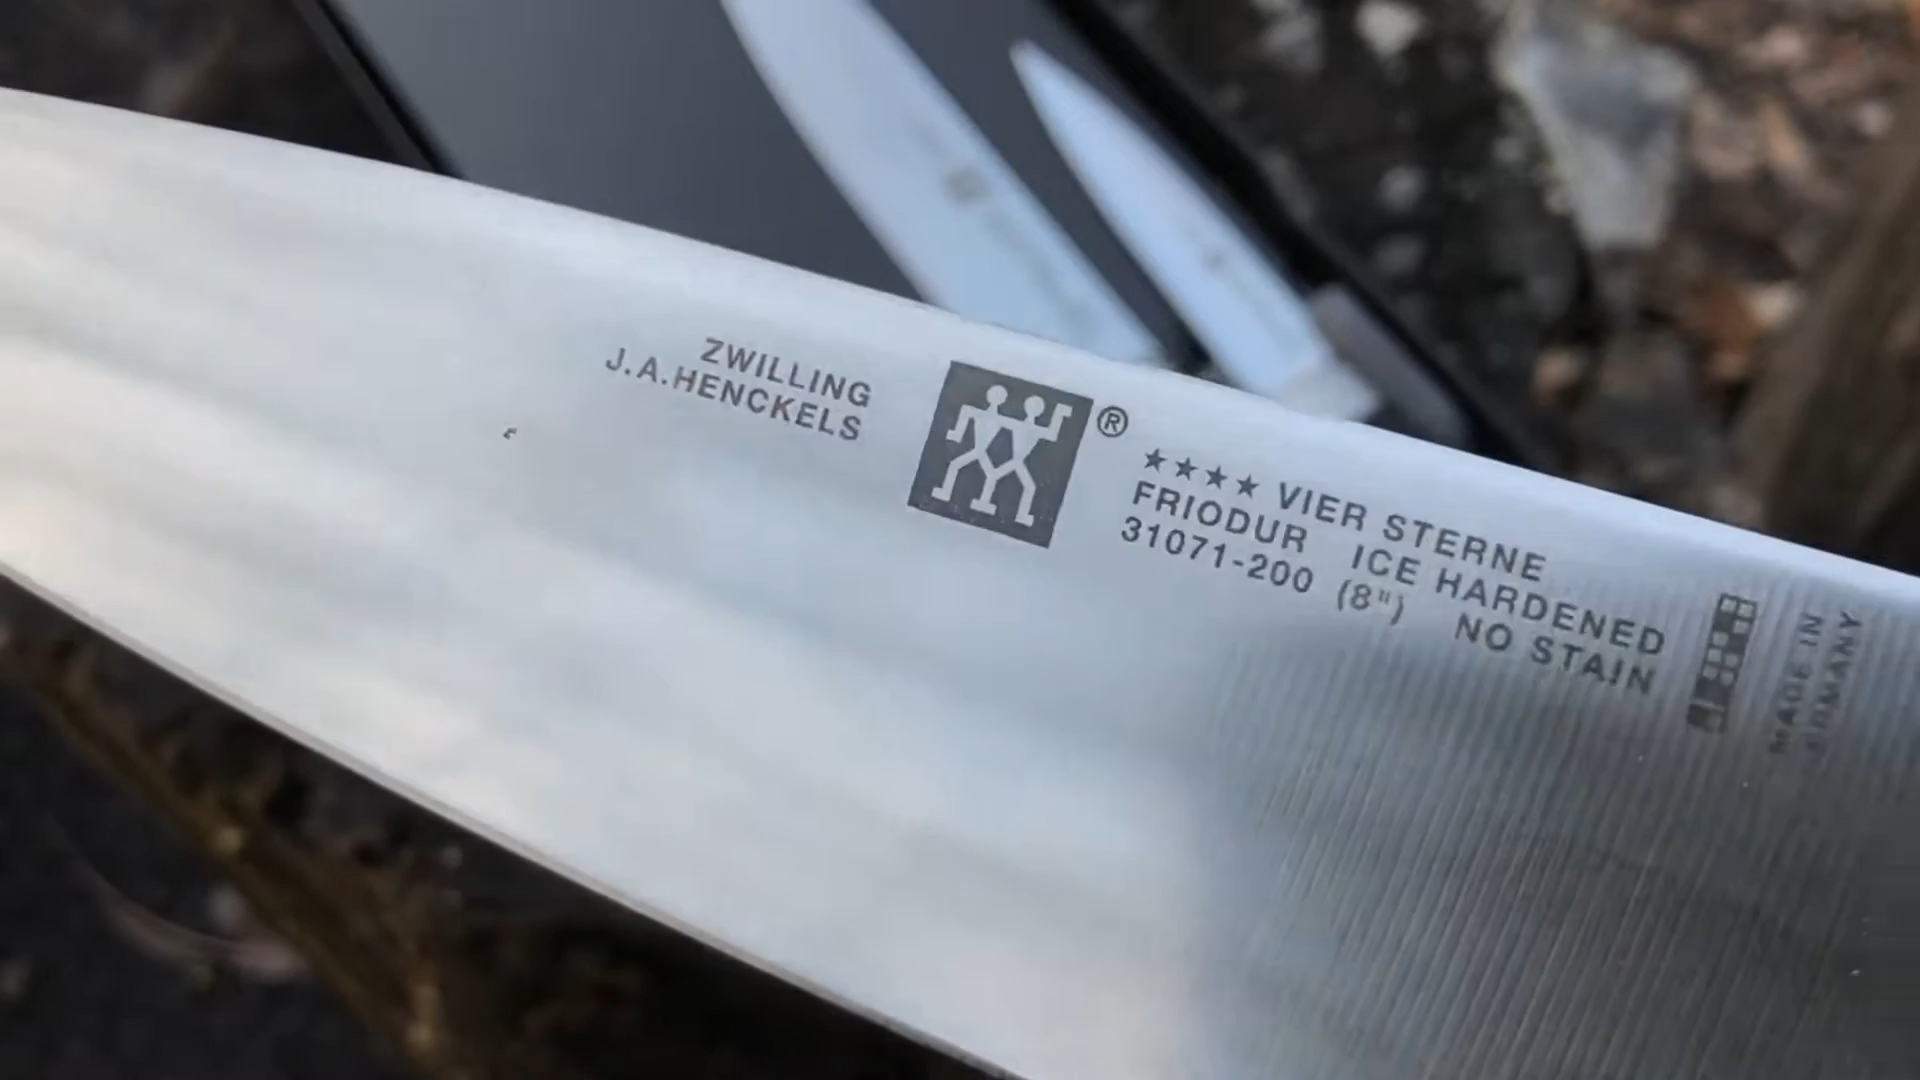 ZWILLING
J.A.HENCKELS
®
★★★★ VIER STERNE
FRIODUR ICE HARDENED
31071-200 (8") NO STAIN
MADE IN
GERMANY